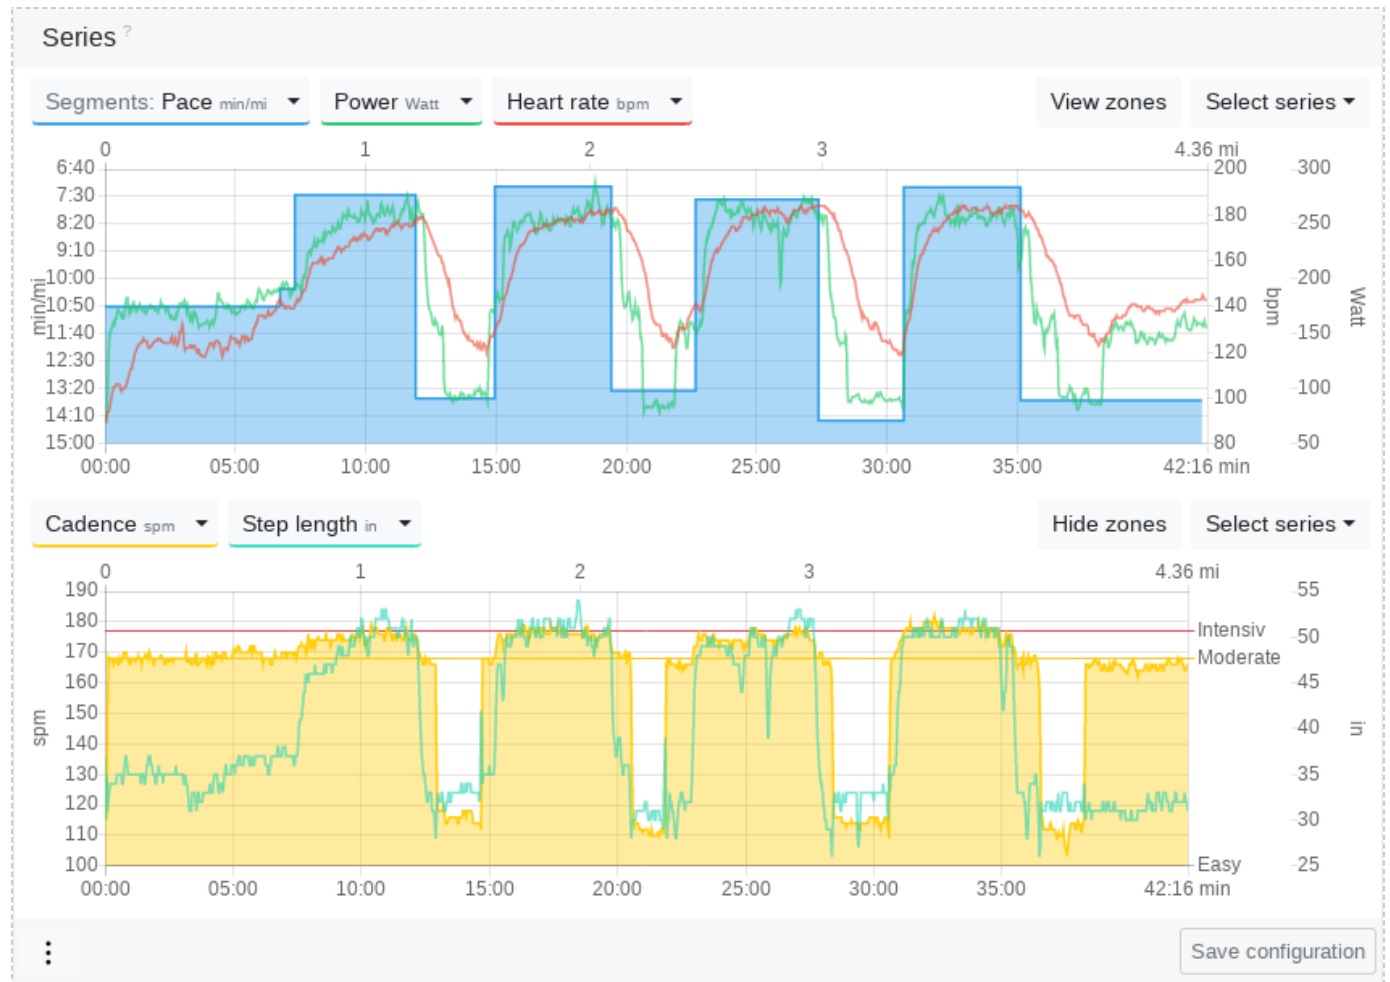 Series ?
Segments: Pace min/mi Power Watt Heart rate bpm View zones Select series
0 1 2 3 4.36 mi
6:40 200 300
7:30
8:20 180 250
9:10
10:00 160 200
10:50 140
11:40 150
12:30 120
13:20 100 100
14:10
15:00 80 50
min/mi bpm Watt
00:00 05:00 10:00 15:00 20:00 25:00 30:00 35:00 42:16 min
Cadence spm Step length in Hide zones Select series
0 1 2 3 4.36 mi
190 55
180 Intensiv 50
170 Moderate
160 45
150
140 40
130 35
120
110 30
100 Easy 25
spm in
00:00 05:00 10:00 15:00 20:00 25:00 30:00 35:00 42:16 min
Save configuration